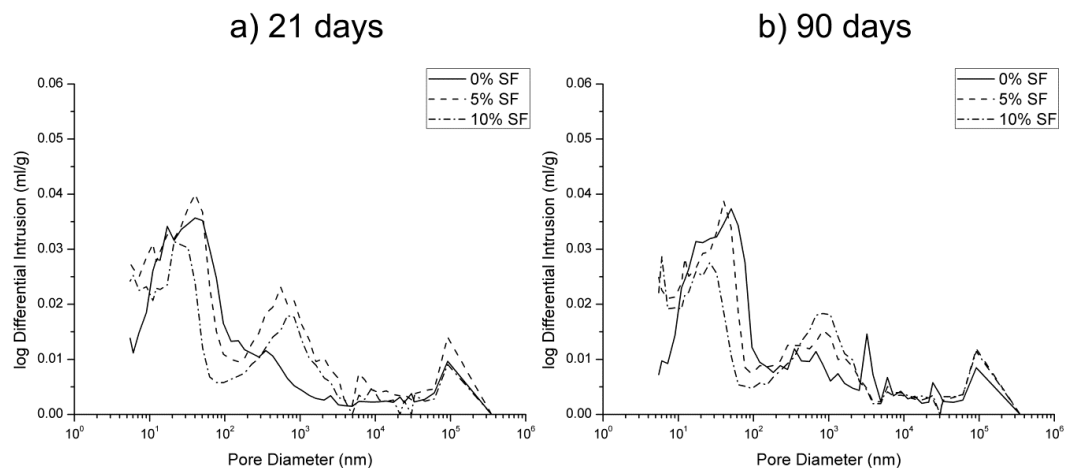 a) 21 days
b) 90 days
0% SF
5% SF
10% SF
0% SF
5% SF
10% SF
log Differential Intrusion (ml/g)
0.06
0.05
0.04
0.03
0.02
0.01
0.00
10⁰ 10¹ 10² 10³ 10⁴ 10⁵ 10⁶
Pore Diameter (nm)
log Differential Intrusion (ml/g)
0.06
0.05
0.04
0.03
0.02
0.01
0.00
10⁰ 10¹ 10² 10³ 10⁴ 10⁵ 10⁶
Pore Diameter (nm)